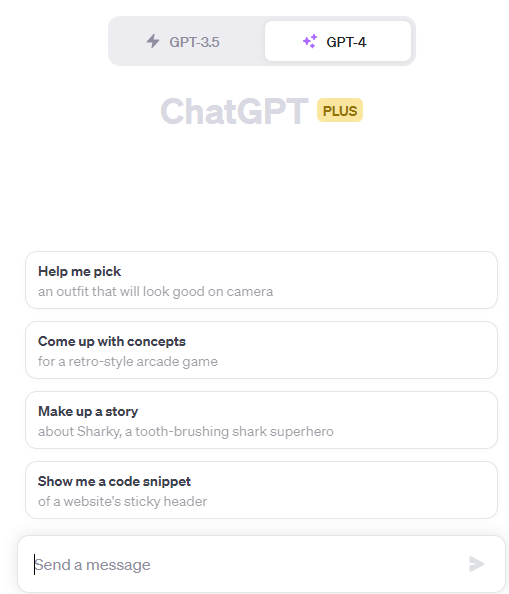 GPT-3.5 GPT-4
ChatGPT PLUS
Help me pick
an outfit that will look good on camera
Come up with concepts
for a retro-style arcade game
Make up a story
about Sharky, a tooth-brushing shark superhero
Show me a code snippet
of a website's sticky header
Send a message